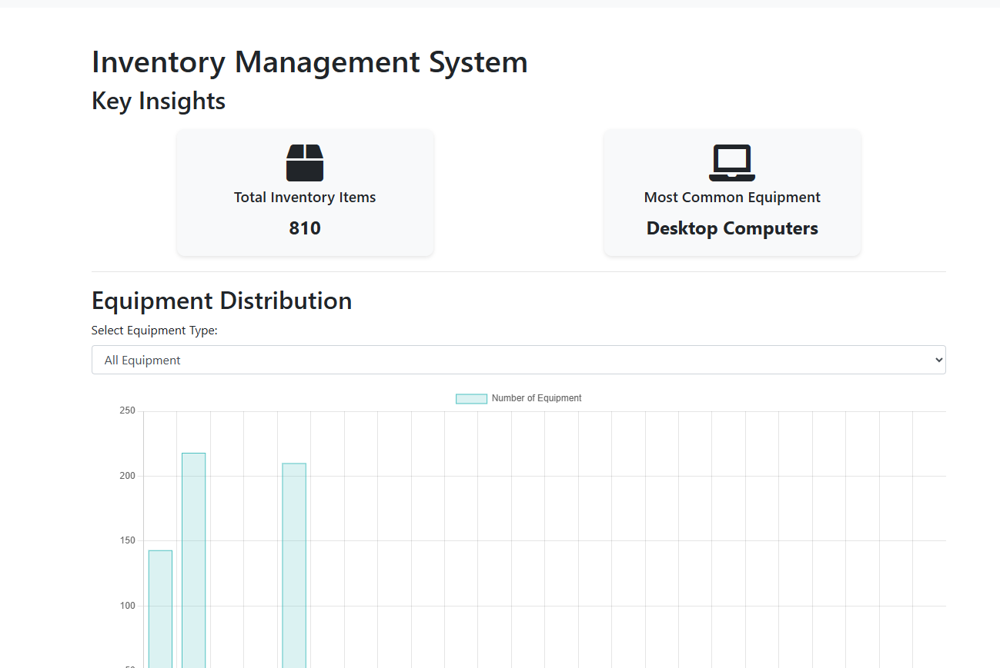 Inventory Management System
Key Insights
Total Inventory Items
810
Most Common Equipment
Desktop Computers
Equipment Distribution
Select Equipment Type:
All Equipment
Number of Equipment
250
200
150
100